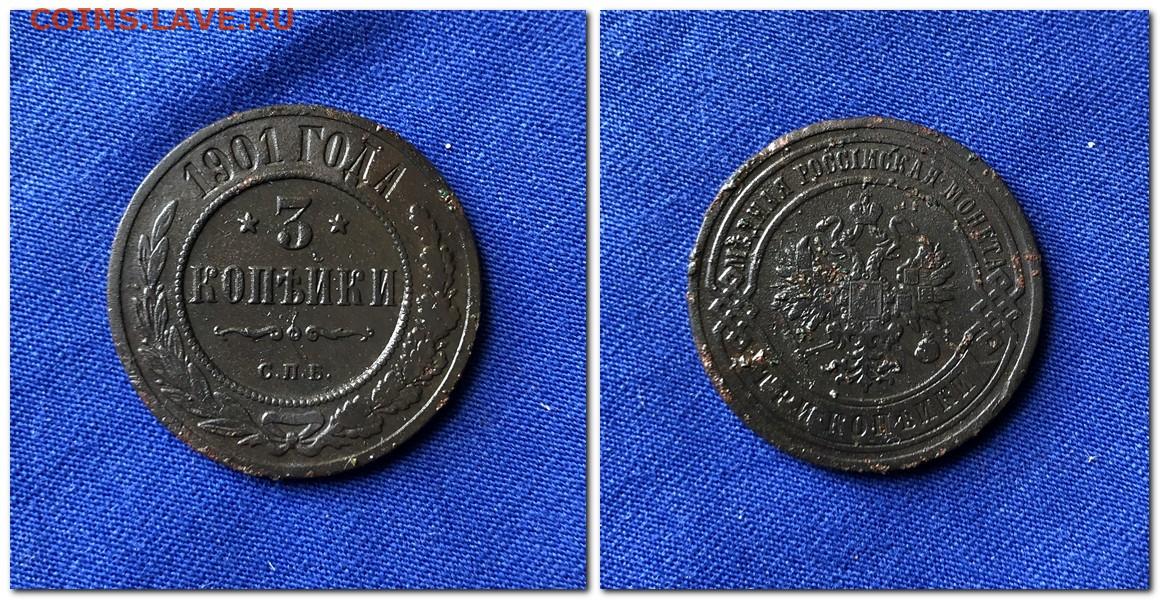 COINS.LAVE.RU
1901 ГОДА
3
КОПѢЙКИ
С.П.Б.
МѢДНАЯ РОССІЙСКАЯ МОНЕТА
ТРИ КОПѢЙКИ